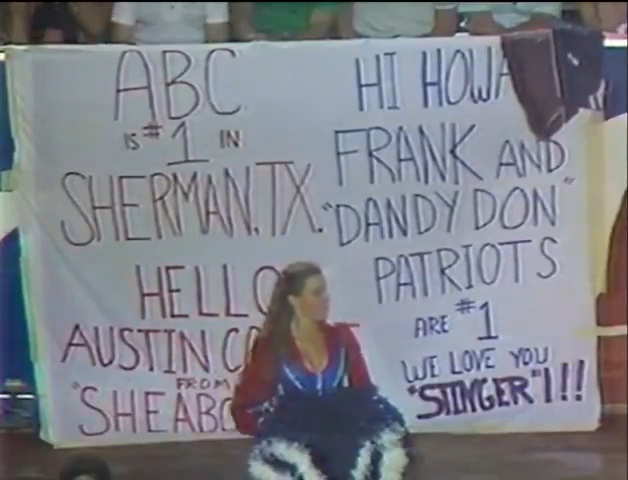 ABC
IS #1 IN
SHERMAN, TX.
HELLO
AUSTIN
FROM
HI HOWA
FRANK AND
"DANDY DON"
PATRIOTS
ARE #1
WE LOVE YOU
"STINGER"!!!